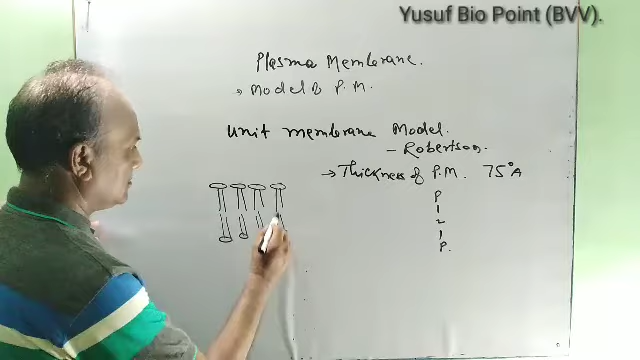 Yusuf Bio Point (BVV).
Plasma Membrane.
→ Model of P.M.
Unit membrane Model.
- Robertson.
→ Thickness of P.M. 75°A
P
|
L
|
P.